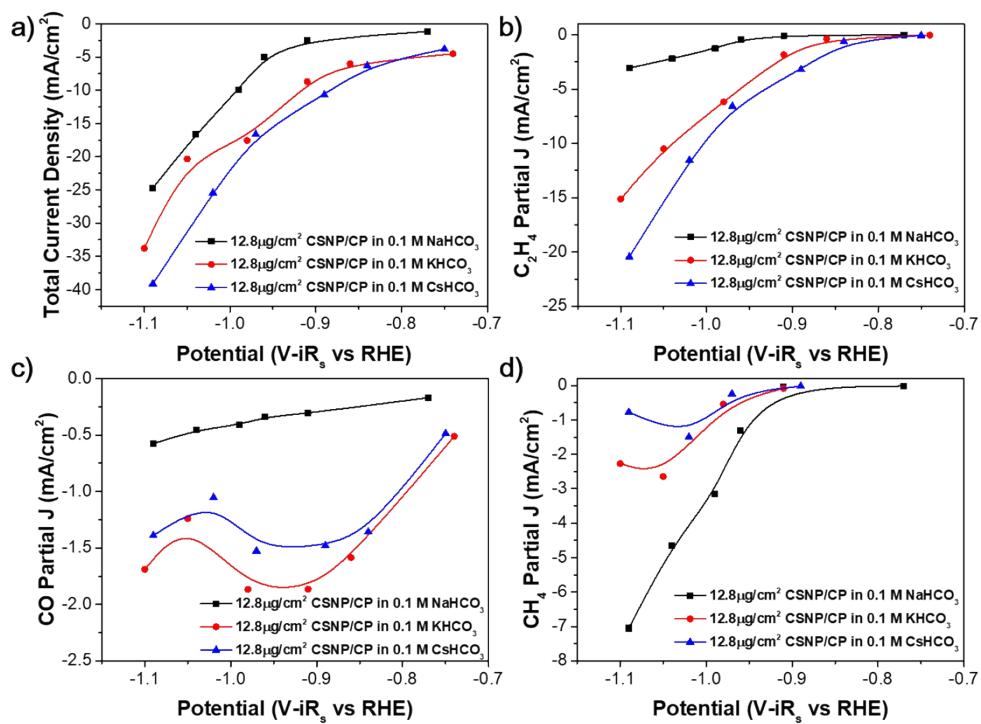 a)
Total Current Density (mA/cm²)
0
-5
-10
-15
-20
-25
-30
-35
-40
12.8μg/cm² CSNP/CP in 0.1 M NaHCO₃
12.8μg/cm² CSNP/CP in 0.1 M KHCO₃
12.8μg/cm² CSNP/CP in 0.1 M CsHCO₃
-1.1 -1.0 -0.9 -0.8 -0.7
Potential (V-iRₛ vs RHE)
b)
C₂H₄ Partial J (mA/cm²)
0
-5
-10
-15
-20
-25
12.8μg/cm² CSNP/CP in 0.1 M NaHCO₃
12.8μg/cm² CSNP/CP in 0.1 M KHCO₃
12.8μg/cm² CSNP/CP in 0.1 M CsHCO₃
-1.1 -1.0 -0.9 -0.8 -0.7
Potential (V-iRₛ vs RHE)
c)
CO Partial J (mA/cm²)
0.0
-0.5
-1.0
-1.5
-2.0
-2.5
12.8μg/cm² CSNP/CP in 0.1 M NaHCO₃
12.8μg/cm² CSNP/CP in 0.1 M KHCO₃
12.8μg/cm² CSNP/CP in 0.1 M CsHCO₃
-1.1 -1.0 -0.9 -0.8 -0.7
Potential (V-iRₛ vs RHE)
d)
CH₄ Partial J (mA/cm²)
0
-1
-2
-3
-4
-5
-6
-7
-8
12.8μg/cm² CSNP/CP in 0.1 M NaHCO₃
12.8μg/cm² CSNP/CP in 0.1 M KHCO₃
12.8μg/cm² CSNP/CP in 0.1 M CsHCO₃
-1.1 -1.0 -0.9 -0.8 -0.7
Potential (V-iRₛ vs RHE)